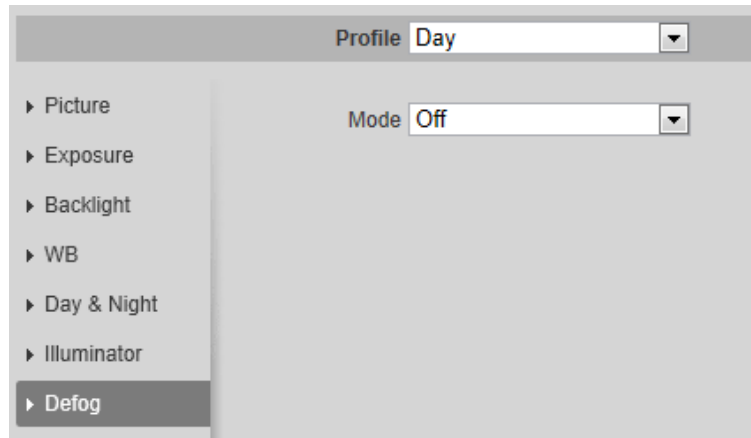 Profile Day
Mode Off
Picture
Exposure
Backlight
WB
Day & Night
Illuminator
Defog